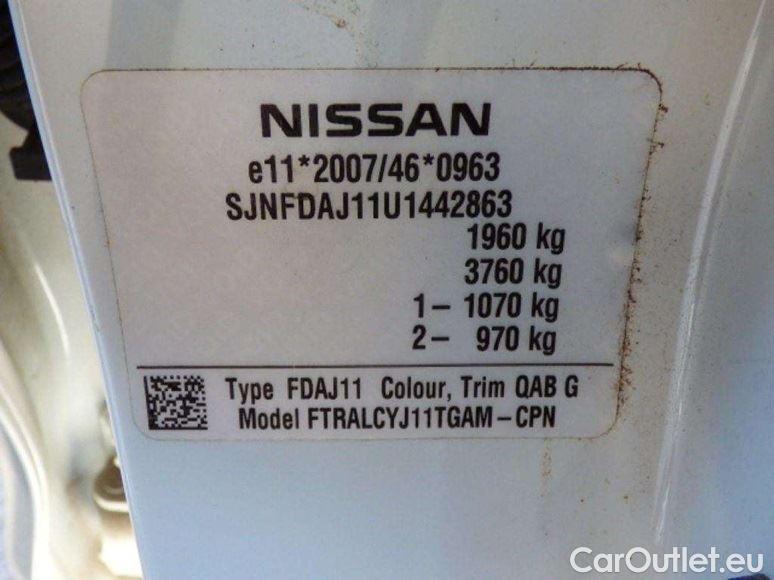 NISSAN
e11*2007/46*0963
SJNFDAJ11U1442863
1960 kg
3760 kg
1– 1070 kg
2– 970 kg
Type FDAJ11 Colour, Trim QAB G
Model FTRALCYJ11TGAM–CPN
CarOutlet.eu